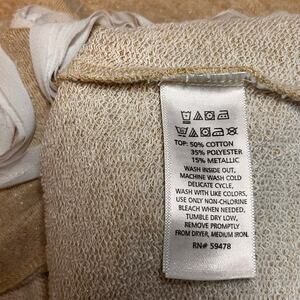 TOP: 50% COTTON
35% POLYESTER
15% METALLIC
WASH INSIDE OUT,
MACHINE WASH COLD
DELICATE CYCLE,
WASH WITH LIKE COLORS,
USE ONLY NON-CHLORINE
BLEACH WHEN NEEDED,
TUMBLE DRY LOW,
REMOVE PROMPTLY
FROM DRYER, MEDIUM IRON.
RN# 59478